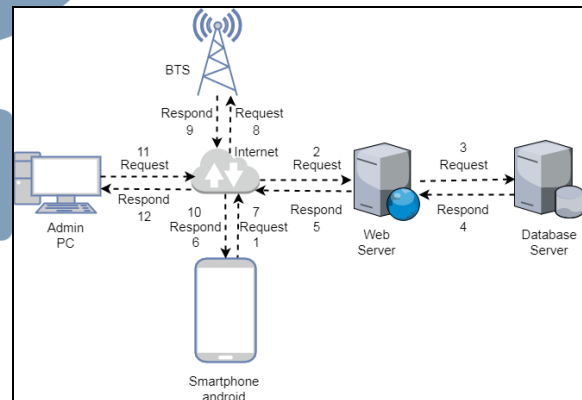 BTS
Respond
9
Request
8
Internet
11
Request
Respond
12
Admin
PC
2
Request
Respond
5
3
Request
Respond
4
10
Respond
6
7
Request
1
Web
Server
Database
Server
Smartphone
android